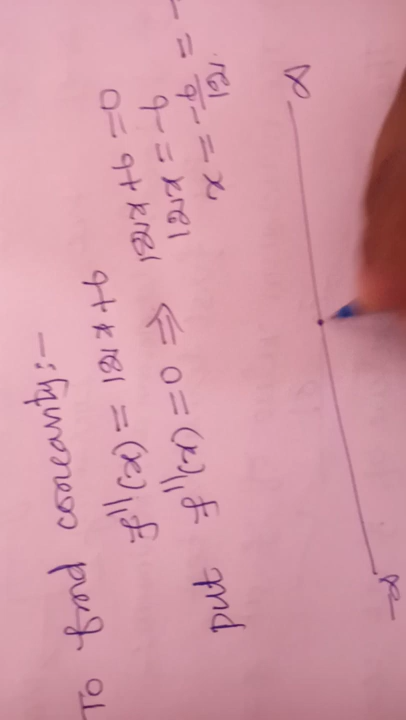 To find concavity:-
f''(x) = 12x+6
put f''(x) = 0 ⇒ 12x+6 = 0
12x = -6
x = -6/12 = -
-∞ ∞